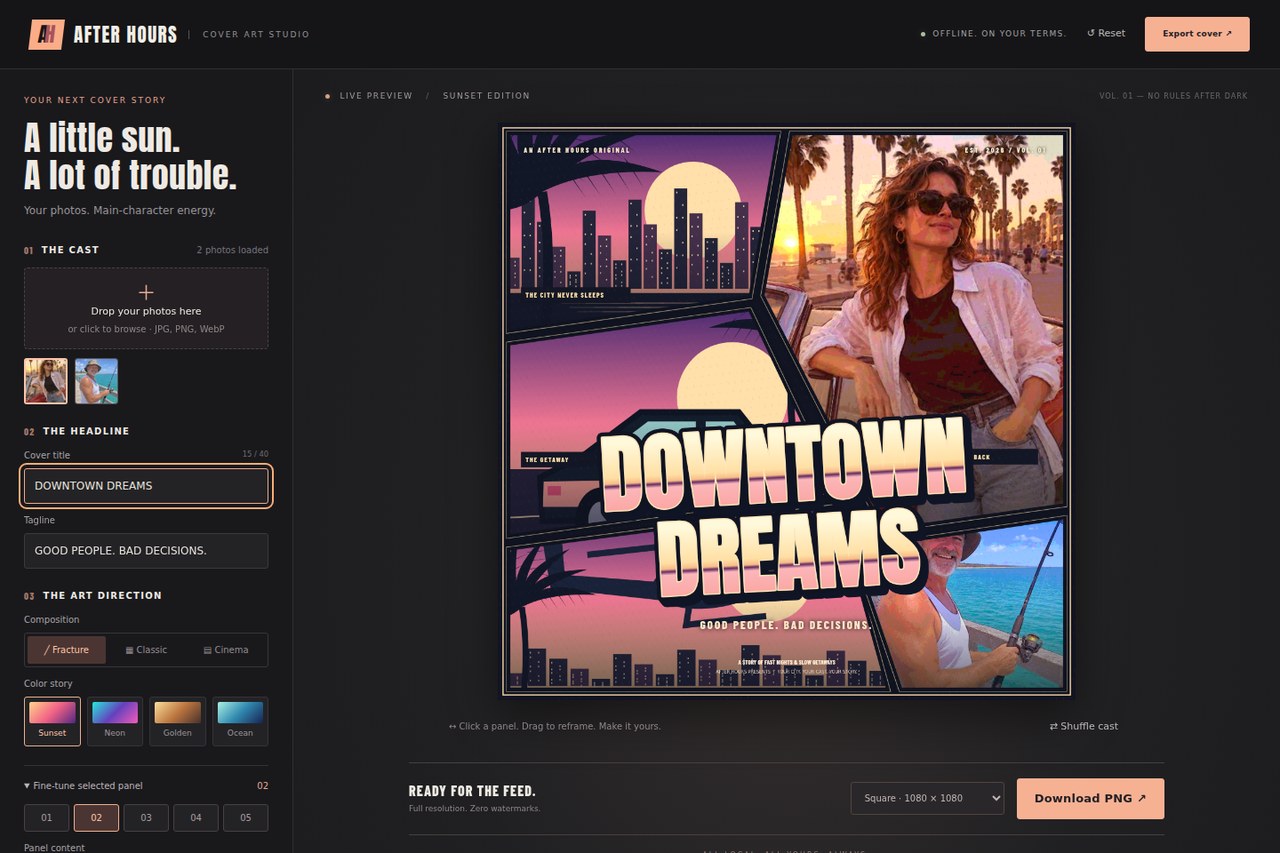 AH AFTER HOURS | COVER ART STUDIO
OFFLINE. ON YOUR TERMS.
↺ Reset
Export cover ↗
YOUR NEXT COVER STORY
A little sun.
A lot of trouble.
Your photos. Main-character energy.
01 THE CAST
2 photos loaded
Drop your photos here
or click to browse · JPG, PNG, WebP
02 THE HEADLINE
Cover title
15 / 40
DOWNTOWN DREAMS
Tagline
GOOD PEOPLE. BAD DECISIONS.
03 THE ART DIRECTION
Composition
Fracture
Classic
Cinema
Color story
Sunset
Neon
Golden
Ocean
▼ Fine-tune selected panel
02
01
02
03
04
05
Panel content
LIVE PREVIEW / SUNSET EDITION
VOL. 01 — NO RULES AFTER DARK
AN AFTER HOURS ORIGINAL
THE CITY NEVER SLEEPS
THE GETAWAY
BACK
DOWNTOWN
DREAMS
GOOD PEOPLE. BAD DECISIONS.
A STORY OF FAST NIGHTS & SLOW GETAWAYS
↔ Click a panel. Drag to reframe. Make it yours.
⇄ Shuffle cast
READY FOR THE FEED.
Full resolution. Zero watermarks.
Square · 1080 × 1080
Download PNG ↗